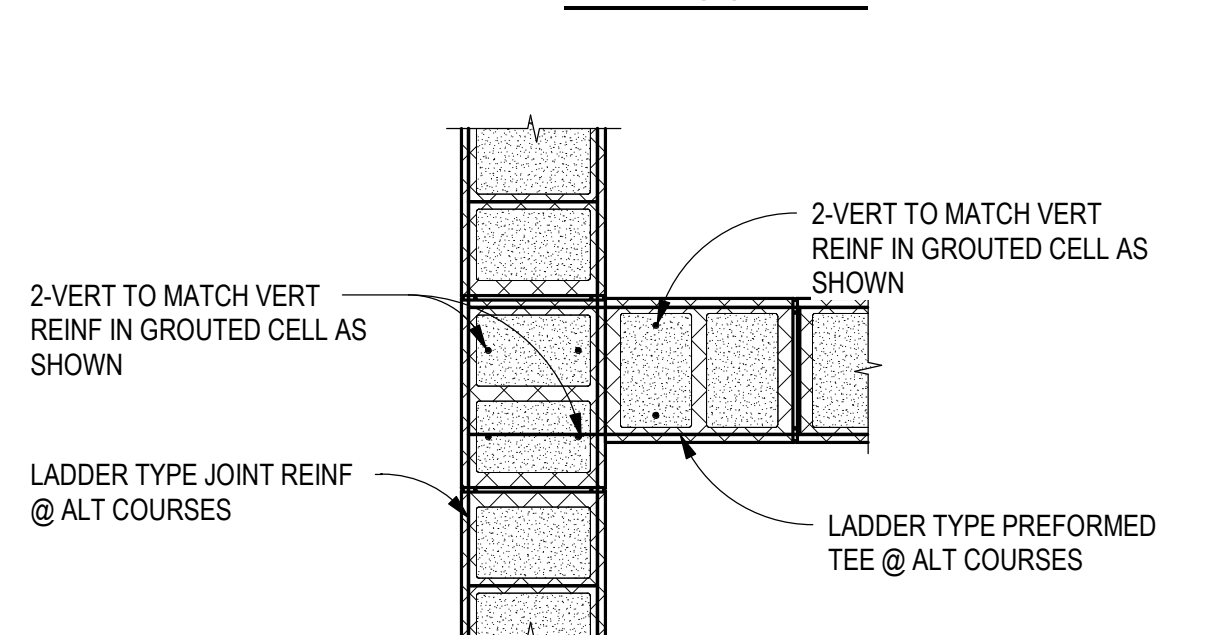 2-VERT TO MATCH VERT
REINF IN GROUTED CELL AS
SHOWN
2-VERT TO MATCH VERT
REINF IN GROUTED CELL AS
SHOWN
LADDER TYPE JOINT REINF
@ ALT COURSES
LADDER TYPE PREFORMED
TEE @ ALT COURSES